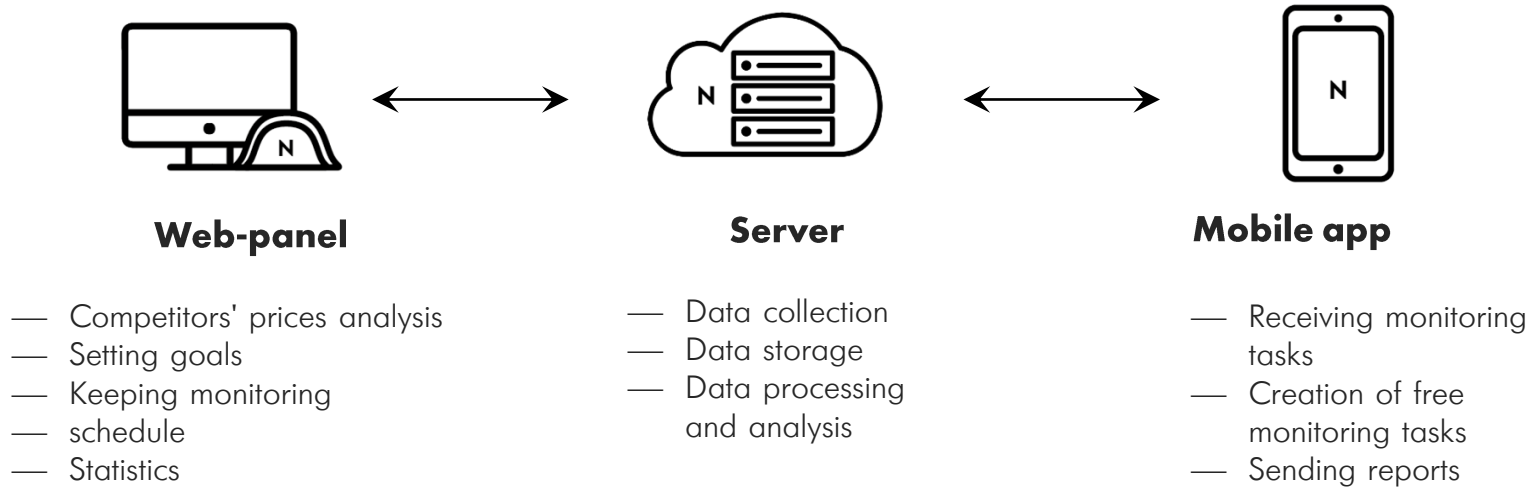 N
N
N
Web-panel
— Competitors' prices analysis
— Setting goals
— Keeping monitoring
— schedule
— Statistics
Server
— Data collection
— Data storage
— Data processing
and analysis
Mobile app
— Receiving monitoring
tasks
— Creation of free
monitoring tasks
— Sending reports